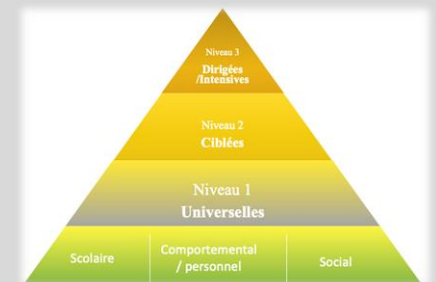 Niveau 3
Dirigées
/Intensives
Niveau 2
Ciblées
Niveau 1
Universelles
Scolaire
Comportemental
/ personnel
Social